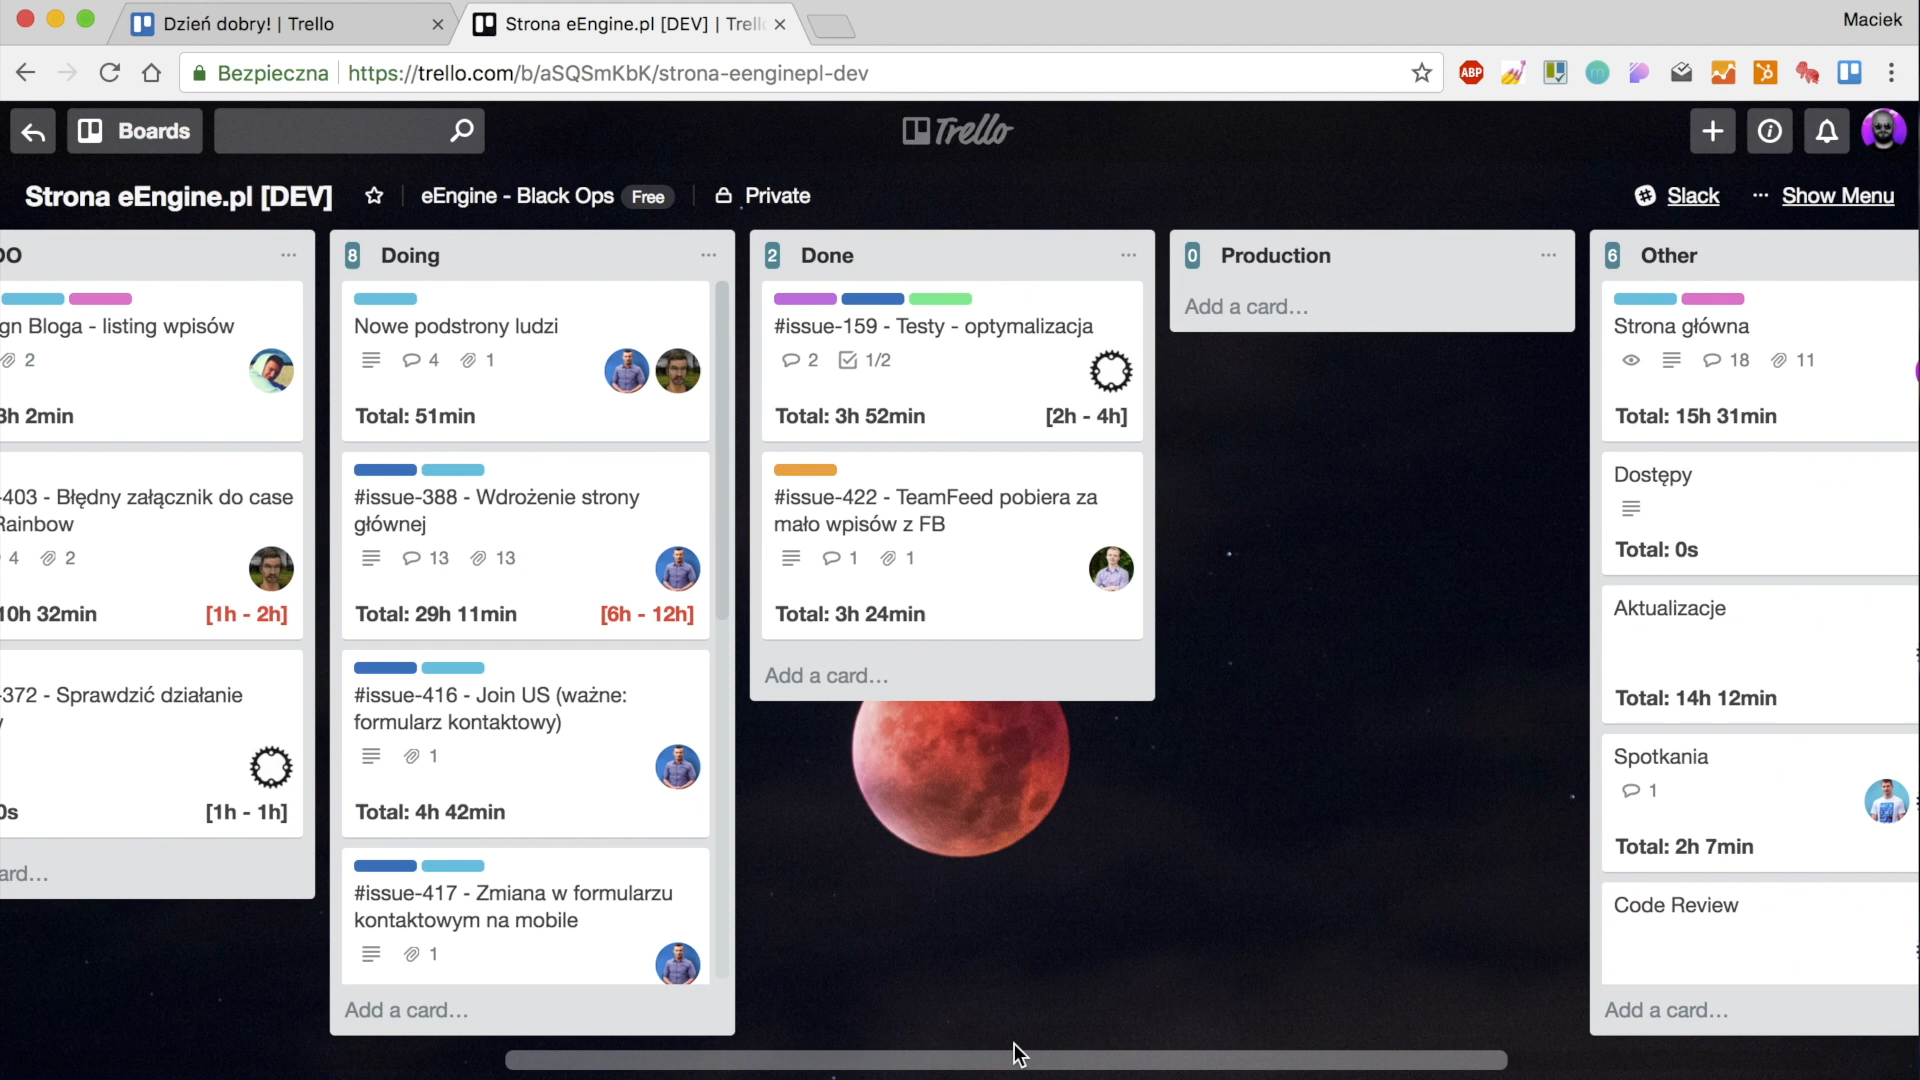 Dzień dobry! | Trello
Strona eEngine.pl [DEV] | Trell
Maciek
Bezpieczna
https://trello.com/b/aSQSmKbK/strona-eenginepl-dev
ABP
Boards
Trello
Strona eEngine.pl [DEV]
eEngine - Black Ops
Free
Private
Slack
··· Show Menu
DO
gn Bloga - listing wpisów
2
3h 2min
-403 - Błędny załącznik do case
Rainbow
4
2
10h 32min
[1h - 2h]
-372 - Sprawdzić działanie
y
0s
[1h - 1h]
ard…
8 Doing
Nowe podstrony ludzi
4
1
Total: 51min
#issue-388 - Wdrożenie strony
głównej
13
13
Total: 29h 11min
[6h - 12h]
#issue-416 - Join US (ważne:
formularz kontaktowy)
1
Total: 4h 42min
#issue-417 - Zmiana w formularzu
kontaktowym na mobile
1
Add a card…
2 Done
#issue-159 - Testy - optymalizacja
2
1/2
Total: 3h 52min
[2h - 4h]
#issue-422 - TeamFeed pobiera za
mało wpisów z FB
1
1
Total: 3h 24min
Add a card…
0 Production
Add a card…
6 Other
Strona główna
18
11
Total: 15h 31min
Dostępy
Total: 0s
Aktualizacje
Total: 14h 12min
Spotkania
1
Total: 2h 7min
Code Review
Add a card…